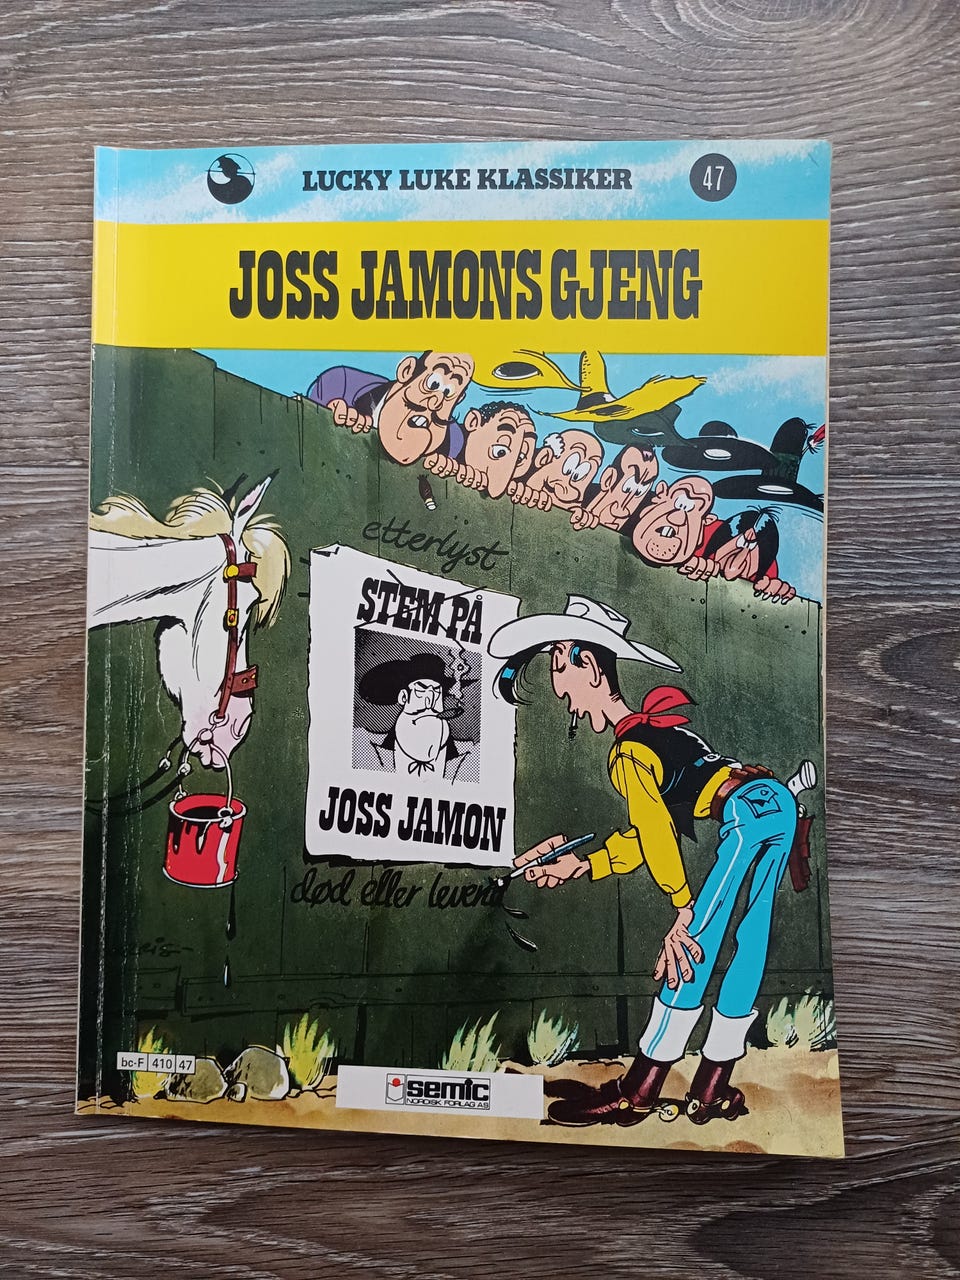 LUCKY LUKE KLASSIKER
47
JOSS JAMONS GJENG
etterlyst
STEM PÅ
JOSS JAMON
død eller levend
bc-F 410 47
semic
NORDISK FORLAG AS